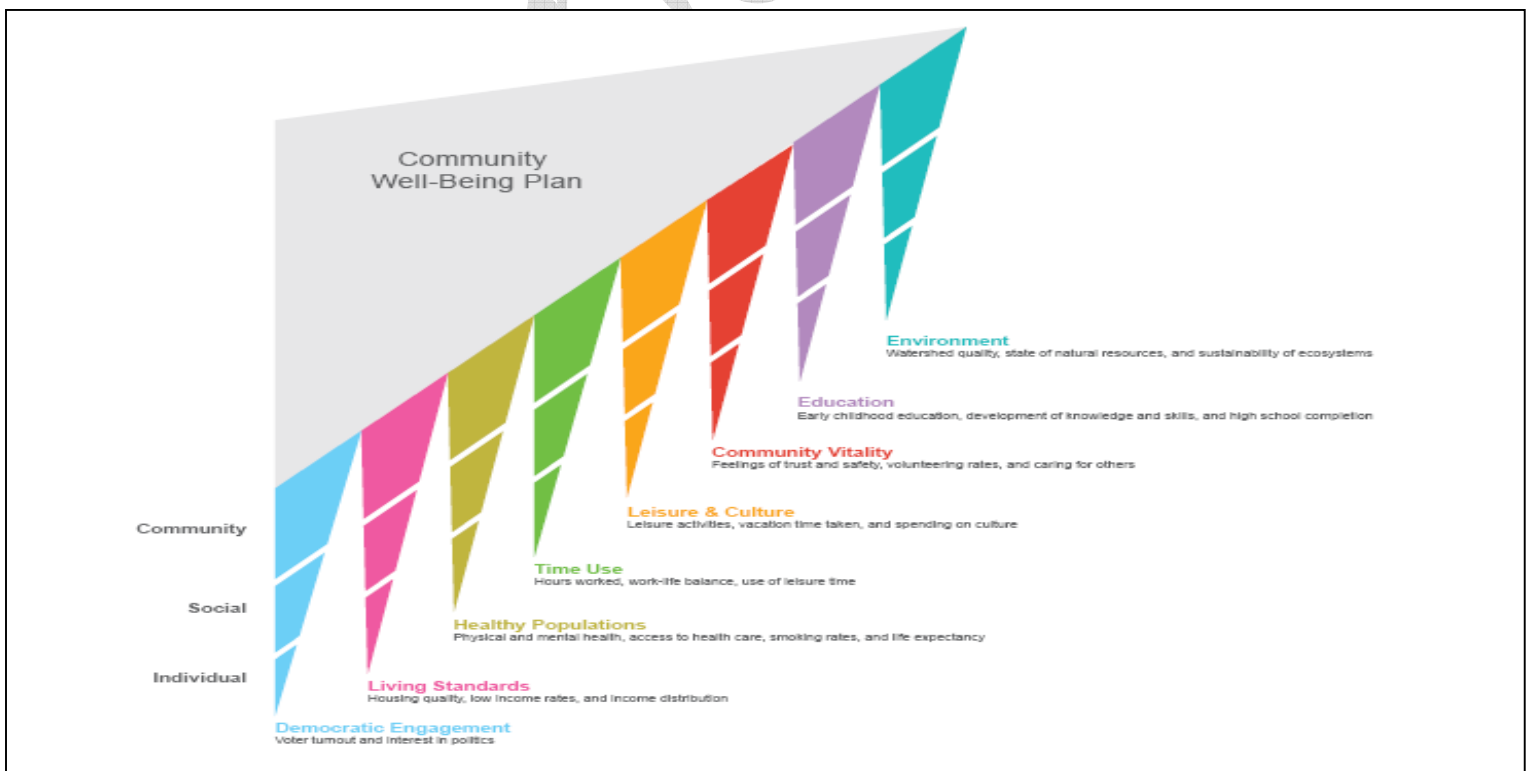 Community
Well-Being Plan
Environment
Watershed quality, state of natural resources, and sustainability of ecosystems
Education
Early childhood education, development of knowledge and skills, and high school completion
Community Vitality
Feelings of trust and safety, volunteering rates, and caring for others
Leisure & Culture
Leisure activities, vacation time taken, and spending on culture
Community
Time Use
Hours worked, work-life balance, use of leisure time
Social
Healthy Populations
Physical and mental health, access to health care, smoking rates, and life expectancy
Individual
Living Standards
Housing quality, low income rates, and income distribution
Democratic Engagement
Voter turnout and interest in politics